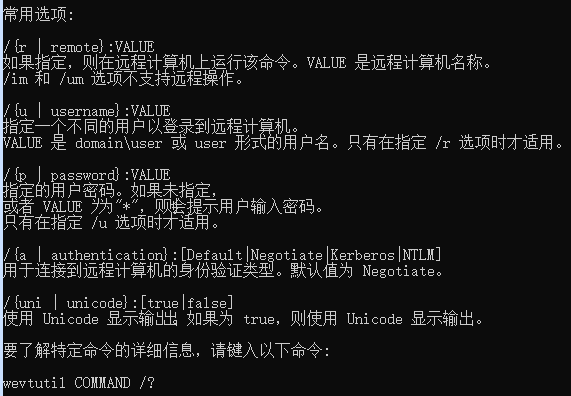 常用选项:
/{r | remote}:VALUE
如果指定，则在远程计算机上运行该命令。VALUE 是远程计算机名称。
/im 和 /um 选项不支持远程操作。
/{u | username}:VALUE
指定一个不同的用户以登录到远程计算机。
VALUE 是 domain\user 或 user 形式的用户名。只有在指定 /r 选项时才适用。
/{p | password}:VALUE
指定的用户密码。如果未指定，
或者 VALUE 为"*"，则会提示用户输入密码。
只有在指定 /u 选项时才适用。
/{a | authentication}:[Default|Negotiate|Kerberos|NTLM]
用于连接到远程计算机的身份验证类型。默认值为 Negotiate。
/{uni | unicode}:[true|false]
使用 Unicode 显示输出。如果为 true，则使用 Unicode 显示输出。
要了解特定命令的详细信息，请键入以下命令:
wevtutil COMMAND /?